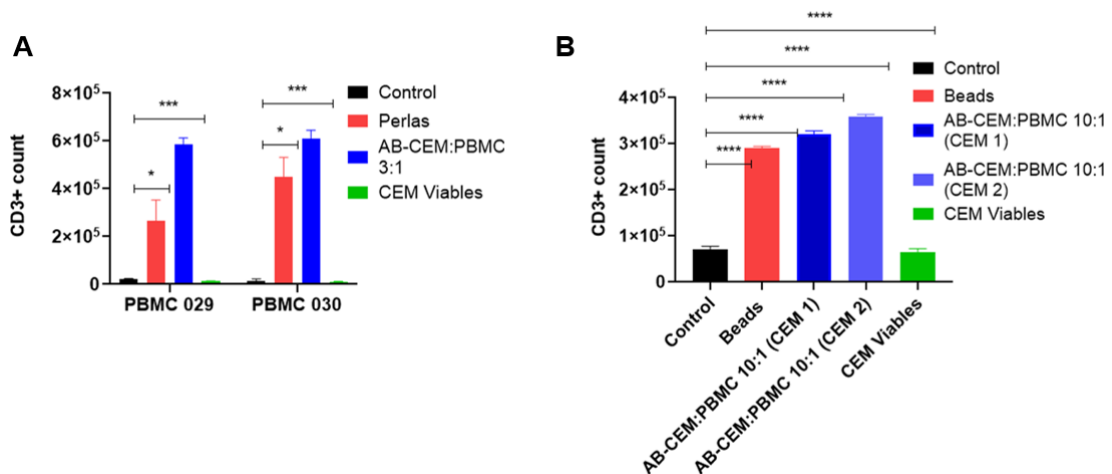 A
CD3+ count
8×10⁵
6×10⁵
4×10⁵
2×10⁵
0
***
*
***
*
PBMC 029
PBMC 030
Control
Perlas
AB-CEM:PBMC
3:1
CEM Viables
B
CD3+ count
4×10⁵
3×10⁵
2×10⁵
1×10⁵
0
****
****
****
****
****
Control
Beads
AB-CEM:PBMC 10:1 (CEM 1)
AB-CEM:PBMC 10:1 (CEM 2)
CEM Viables
Control
Beads
AB-CEM:PBMC 10:1
(CEM 1)
AB-CEM:PBMC 10:1
(CEM 2)
CEM Viables